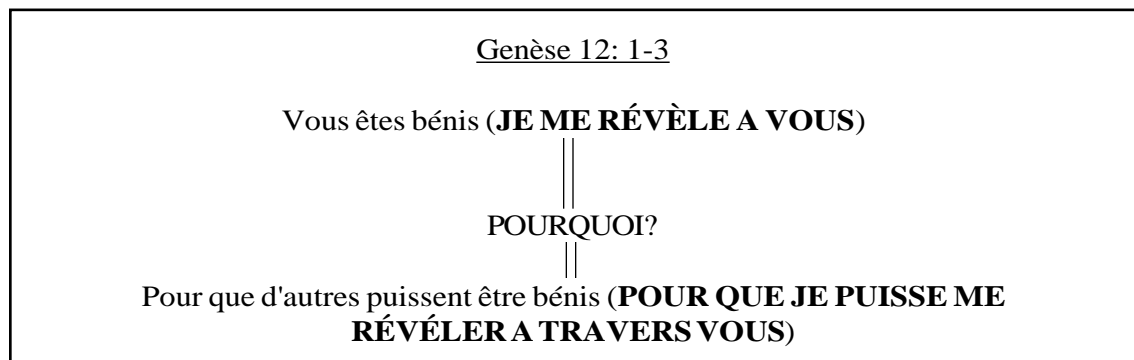 Genèse 12: 1-3
Vous êtes bénis (JE ME RÉVÈLE A VOUS)
POURQUOI?
Pour que d'autres puissent être bénis (POUR QUE JE PUISSE ME
RÉVÉLER A TRAVERS VOUS)